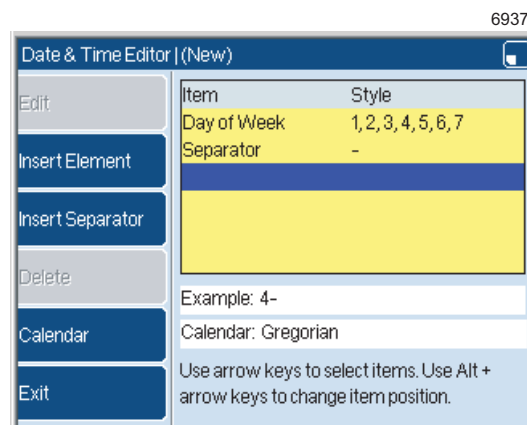 6937
Date & Time Editor | (New)
Edit
Insert Element
Insert Separator
Delete
Calendar
Exit
Item Style
Day of Week 1, 2, 3, 4, 5, 6, 7
Separator -
Example: 4-
Calendar: Gregorian
Use arrow keys to select items. Use Alt +
arrow keys to change item position.